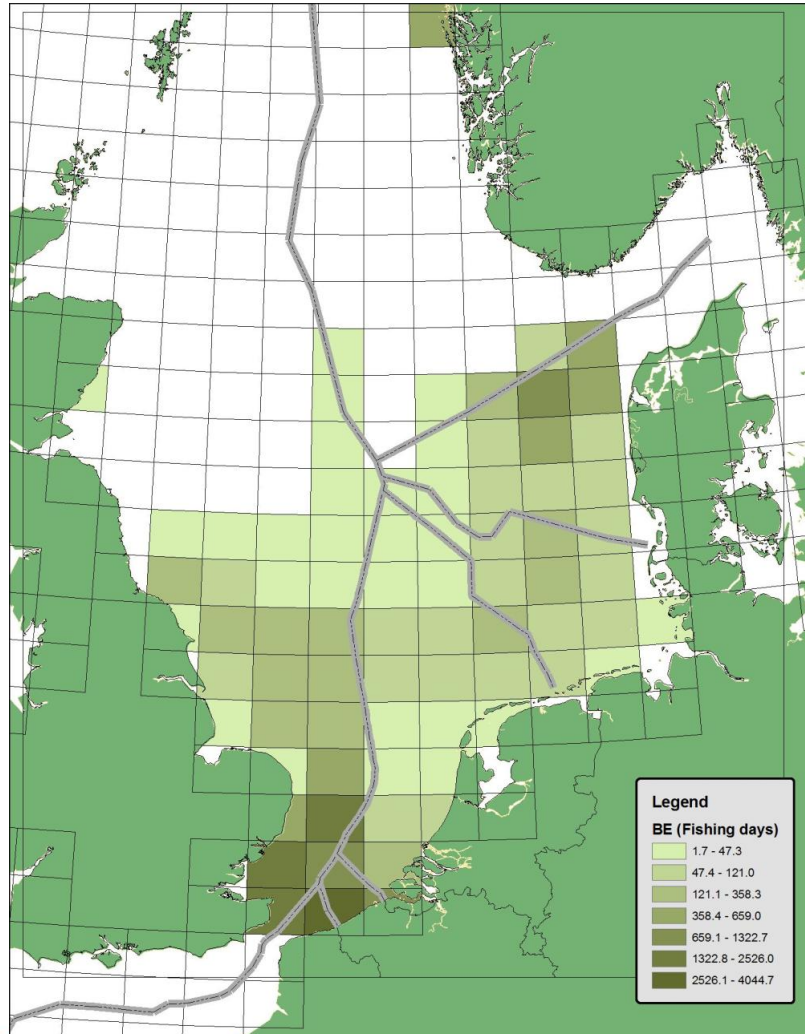 Legend
BE (Fishing days)
1.7 - 47.3
47.4 - 121.0
121.1 - 358.3
358.4 - 659.0
659.1 - 1322.7
1322.8 - 2526.0
2526.1 - 4044.7